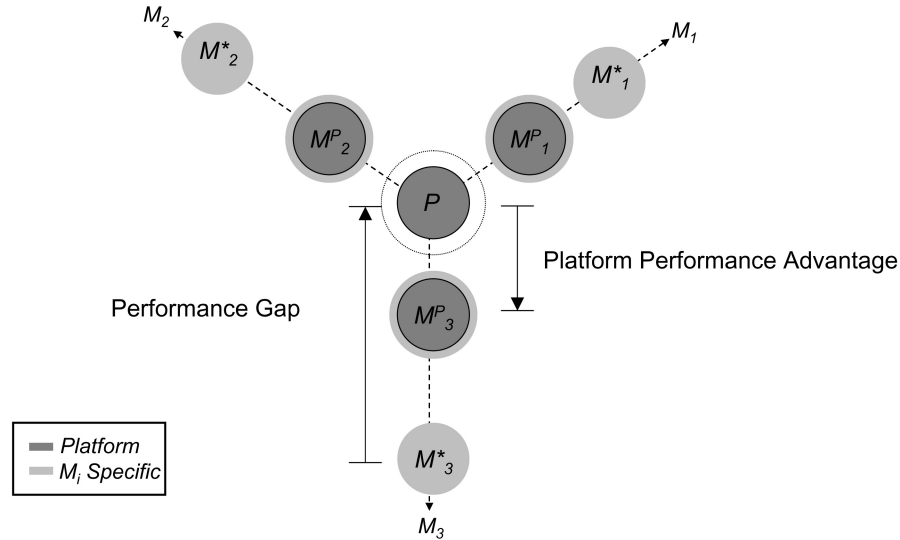 M₂
M₁
M*₂
M*₁
Mᴾ₂
Mᴾ₁
P
Platform Performance Advantage
Performance Gap
Mᴾ₃
Platform
Mᵢ Specific
M*₃
M₃